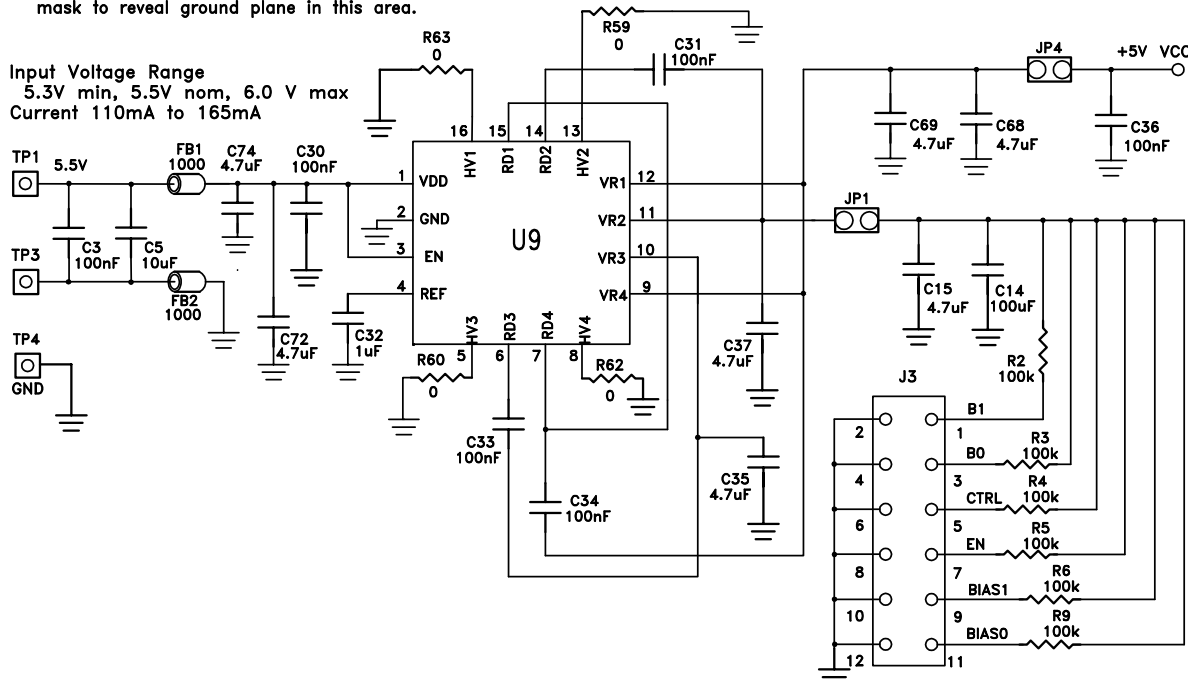 mask to reveal ground plane in this area.
Input Voltage Range
5.3V min, 5.5V nom, 6.0 V max
Current 110mA to 165mA
R63
0
R59
0
C31
100nF
JP4
+5V VCC
C69
4.7uF
C68
4.7uF
C36
100nF
16
15
14
13
HV1
RD1
RD2
HV2
TP1
5.5V
FB1
1000
C74
4.7uF
C30
100nF
1
VDD
2
GND
3
EN
4
REF
U9
VR1
12
VR2
11
VR3
10
VR4
9
JP1
C3
100nF
C5
10uF
TP3
FB2
1000
C72
4.7uF
C32
1uF
HV3
RD3
RD4
HV4
5
6
7
8
C37
4.7uF
C15
4.7uF
C14
100uF
TP4
GND
R60
0
R62
0
R2
100k
J3
C33
100nF
C34
100nF
C35
4.7uF
B1
2
1
B0
R3
100k
4
3
CTRL
R4
100k
6
5
EN
R5
100k
8
7
BIAS1
R6
100k
10
9
BIAS0
R9
100k
12
11